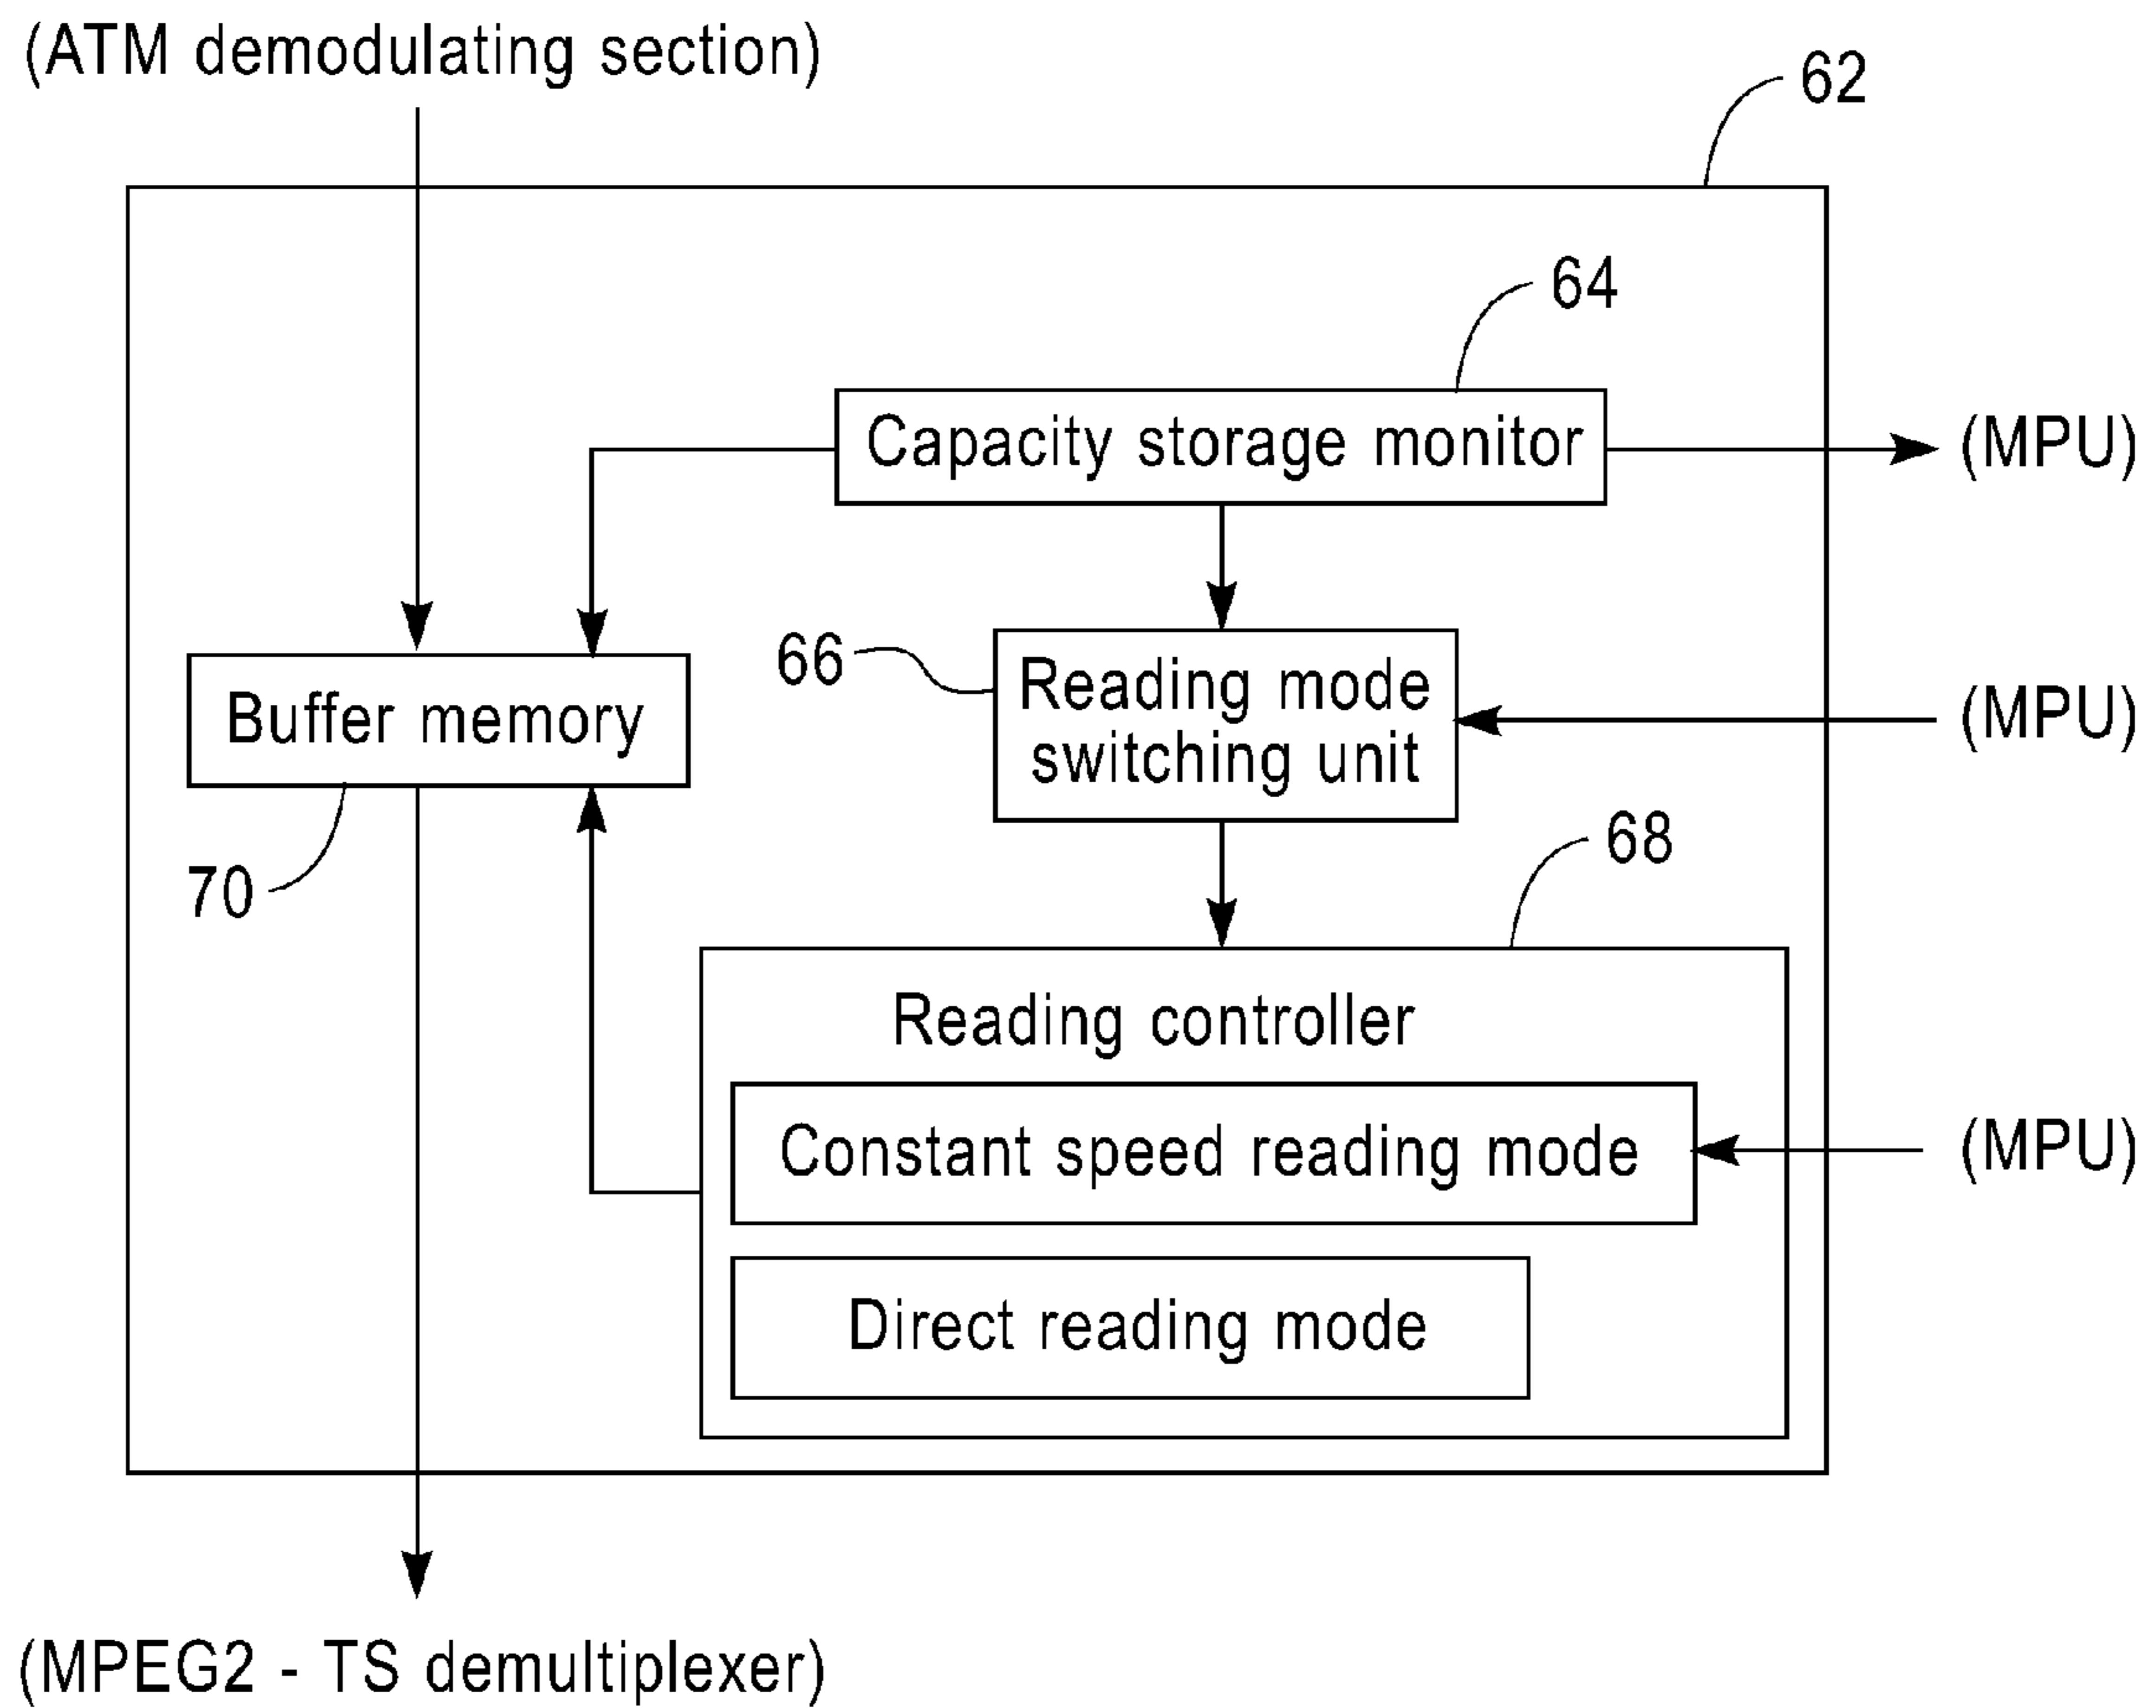 (ATM demodulating section)
62
64
Capacity storage monitor
(MPU)
66
Reading mode
switching unit
(MPU)
Buffer memory
70
68
Reading controller
Constant speed reading mode
(MPU)
Direct reading mode
(MPEG2 - TS demultiplexer)